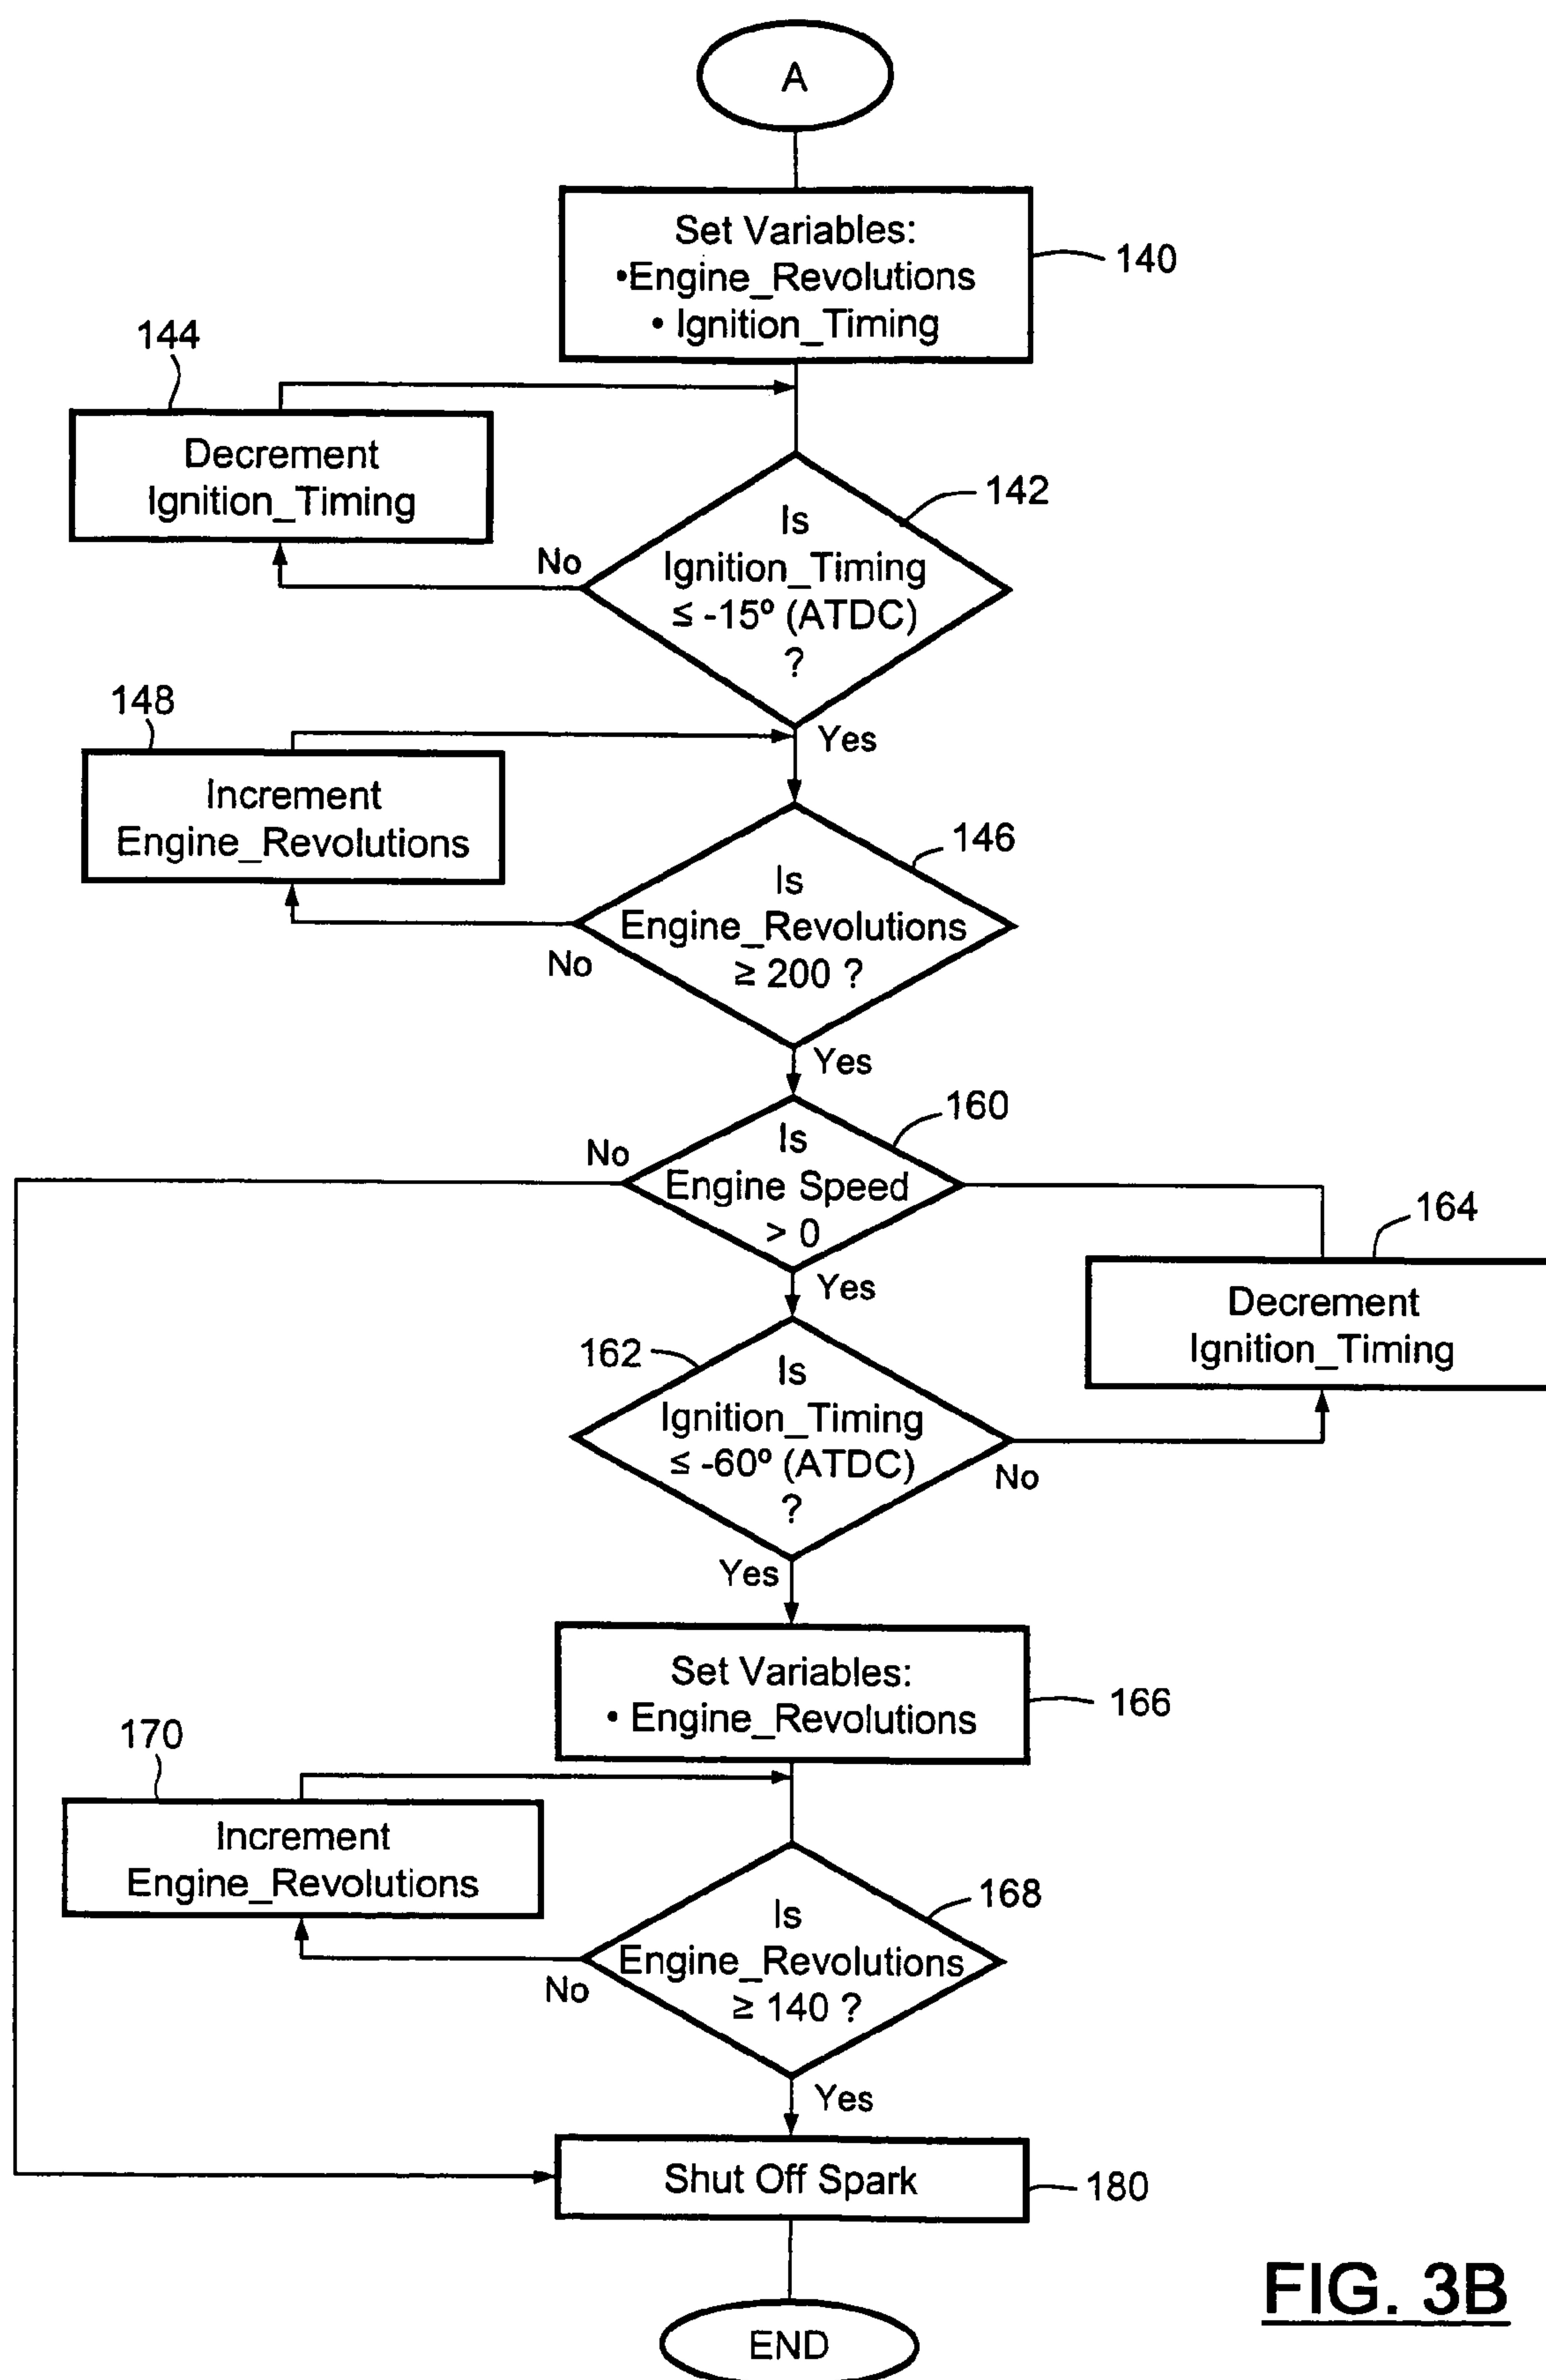 A
Set Variables:
•Engine_Revolutions
• Ignition_Timing
140
144
Decrement
Ignition_Timing
142
Is
Ignition_Timing
≤ -15º (ATDC)
?
No
Yes
148
Increment
Engine_Revolutions
146
Is
Engine_Revolutions
≥ 200 ?
No
Yes
160
Is
Engine Speed
> 0
No
Yes
164
Decrement
Ignition_Timing
162
Is
Ignition_Timing
≤ -60º (ATDC)
?
No
Yes
Set Variables:
• Engine_Revolutions
166
170
Increment
Engine_Revolutions
168
Is
Engine_Revolutions
≥ 140 ?
No
Yes
Shut Off Spark
180
END
FIG. 3B